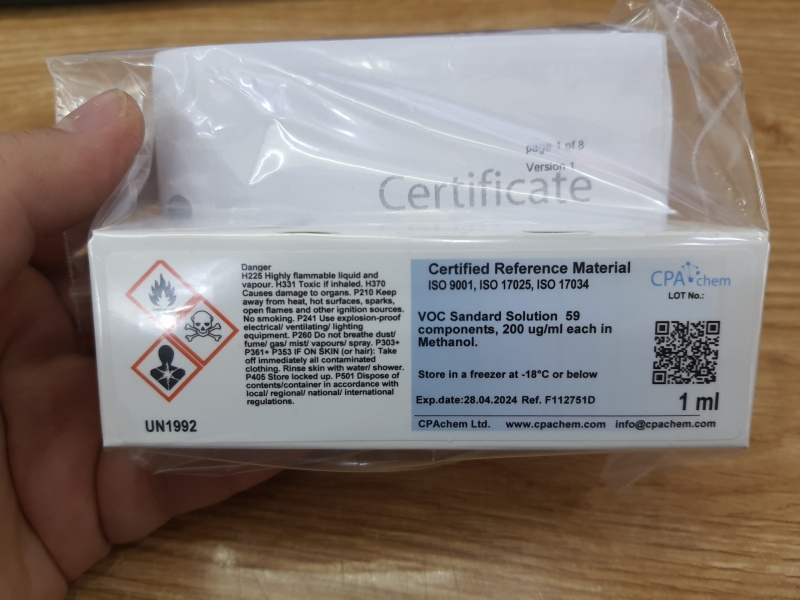 page 1 of 8
Version 1
Certificate
Danger
H225 Highly flammable liquid and
vapour. H331 Toxic if inhaled. H370
Causes damage to organs. P210 Keep
away from heat, hot surfaces, sparks,
open flames and other ignition sources.
No smoking. P241 Use explosion-proof
electrical/ ventilating/ lighting
equipment. P260 Do not breathe dust/
fume/ gas/ mist/ vapours/ spray. P303+
P361+ P353 IF ON SKIN (or hair): Take
off immediately all contaminated
clothing. Rinse skin with water/ shower.
P405 Store locked up. P501 Dispose of
contents/container in accordance with
local/ regional/ national/ international
regulations.
UN1992
Certified Reference Material
ISO 9001, ISO 17025, ISO 17034
CPAchem
LOT No.:
VOC Sandard Solution 59
components, 200 ug/ml each in
Methanol.
Store in a freezer at -18°C or below
Exp.date:28.04.2024 Ref. F112751D
1 ml
CPAchem Ltd. www.cpachem.com info@cpachem.com